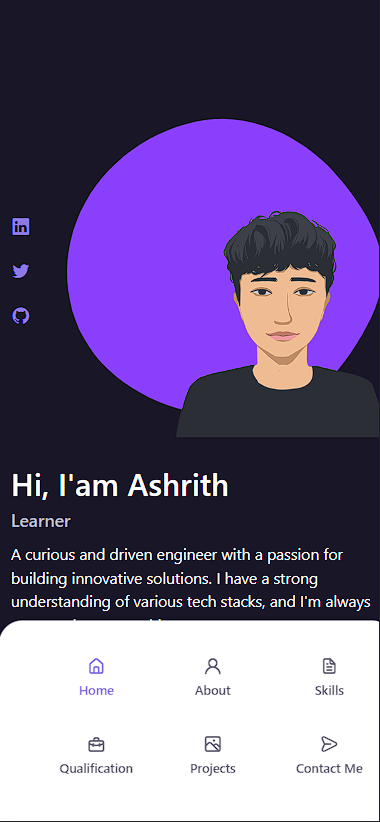 in
Hi, I'am Ashrith
Learner
A curious and driven engineer with a passion for
building innovative solutions. I have a strong
understanding of various tech stacks, and I'm always
Home About Skills
Qualification Projects Contact Me